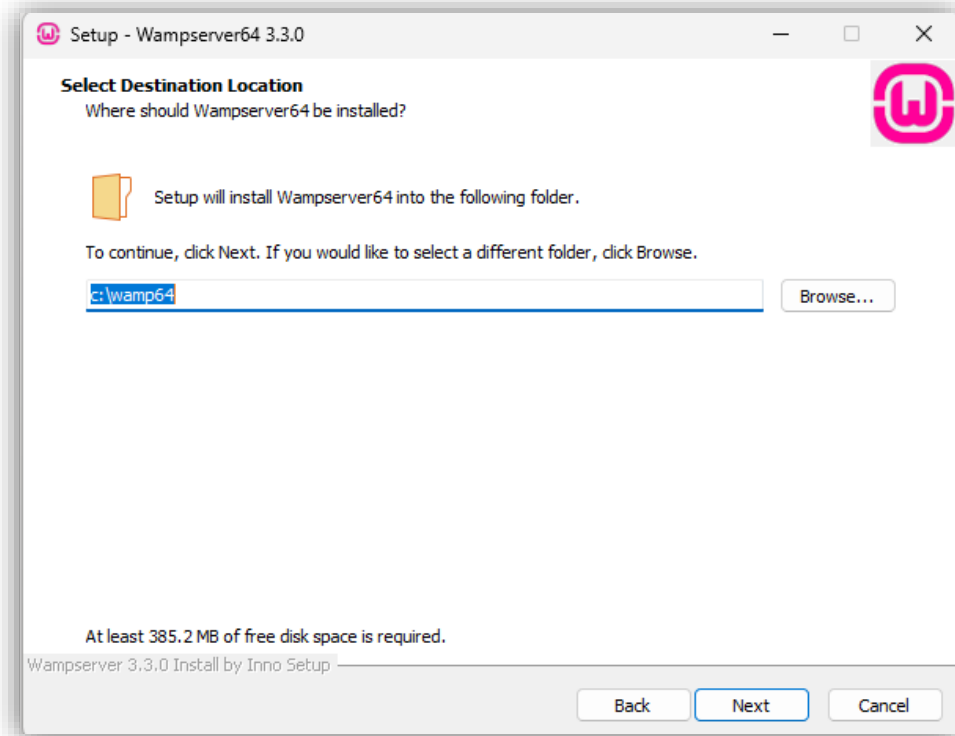 Setup - Wampserver64 3.3.0
Select Destination Location
Where should Wampserver64 be installed?
Setup will install Wampserver64 into the following folder.
To continue, click Next. If you would like to select a different folder, click Browse.
c:\wamp64
Browse...
At least 385.2 MB of free disk space is required.
Wampserver 3.3.0 Install by Inno Setup
Back
Next
Cancel